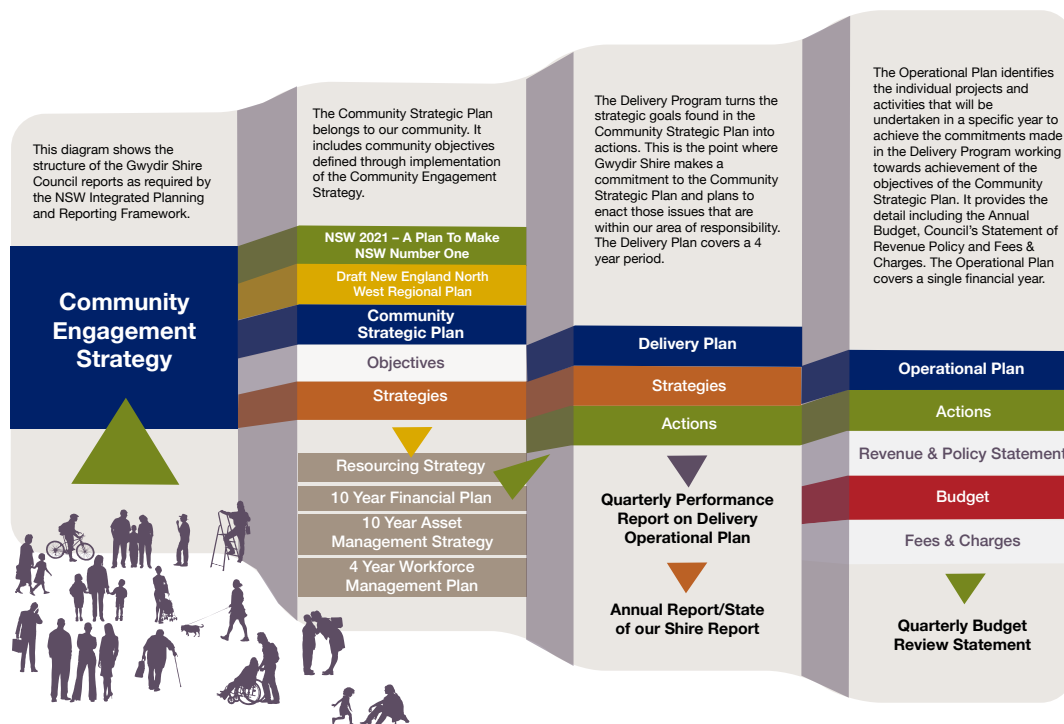 This diagram shows the
structure of the Gwydir Shire
Council reports as required by
the NSW Integrated Planning
and Reporting Framework.
Community
Engagement
Strategy
The Community Strategic Plan
belongs to our community. It
includes community objectives
defined through implementation
of the Community Engagement
Strategy.
NSW 2021 – A Plan To Make
NSW Number One
Draft New England North
West Regional Plan
Community
Strategic Plan
Objectives
Strategies
Resourcing Strategy
10 Year Financial Plan
10 Year Asset
Management Strategy
4 Year Workforce
Management Plan
The Delivery Program turns the
strategic goals found in the
Community Strategic Plan into
actions. This is the point where
Gwydir Shire makes a
commitment to the Community
Strategic Plan and plans to
enact those issues that are
within our area of responsibility.
The Delivery Plan covers a 4
year period.
Delivery Plan
Strategies
Actions
Quarterly Performance
Report on Delivery
Operational Plan
Annual Report/State
of our Shire Report
The Operational Plan identifies
the individual projects and
activities that will be
undertaken in a specific year to
achieve the commitments made
in the Delivery Program working
towards achievement of the
objectives of the Community
Strategic Plan. It provides the
detail including the Annual
Budget, Council's Statement of
Revenue Policy and Fees &
Charges. The Operational Plan
covers a single financial year.
Operational Plan
Actions
Revenue & Policy Statement
Budget
Fees & Charges
Quarterly Budget
Review Statement